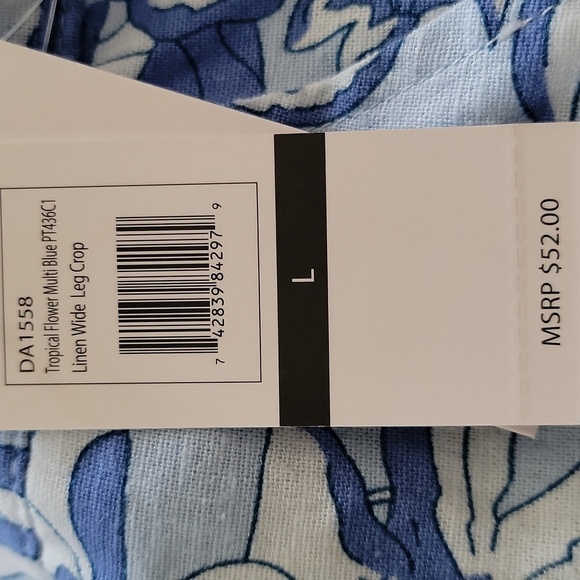 DA1558
Tropical Flower Multi Blue PT436C1
Linen Wide Leg Crop
7 42839 84297 9
L
MSRP $52.00